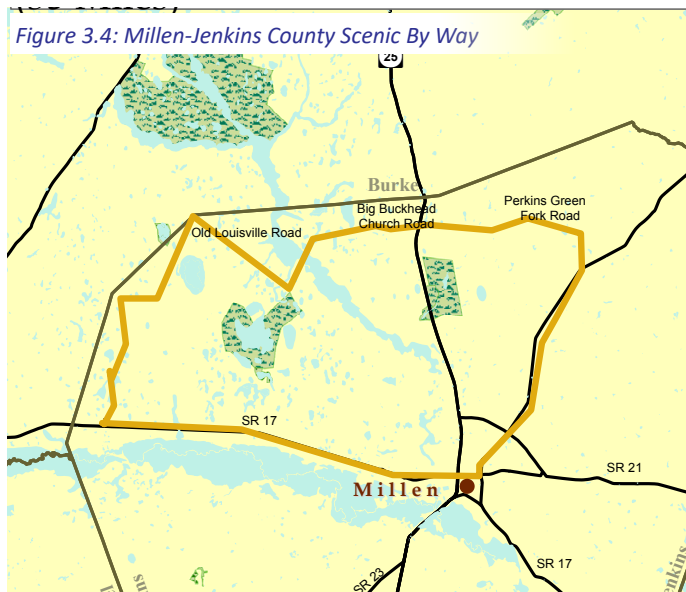 Figure 3.4: Millen-Jenkins County Scenic By Way
25
Burke
Perkins Green
Fork Road
Big Buckhead
Church Road
Old Louisville Road
SR 17
SR 21
Millen
SR 17
SR 23